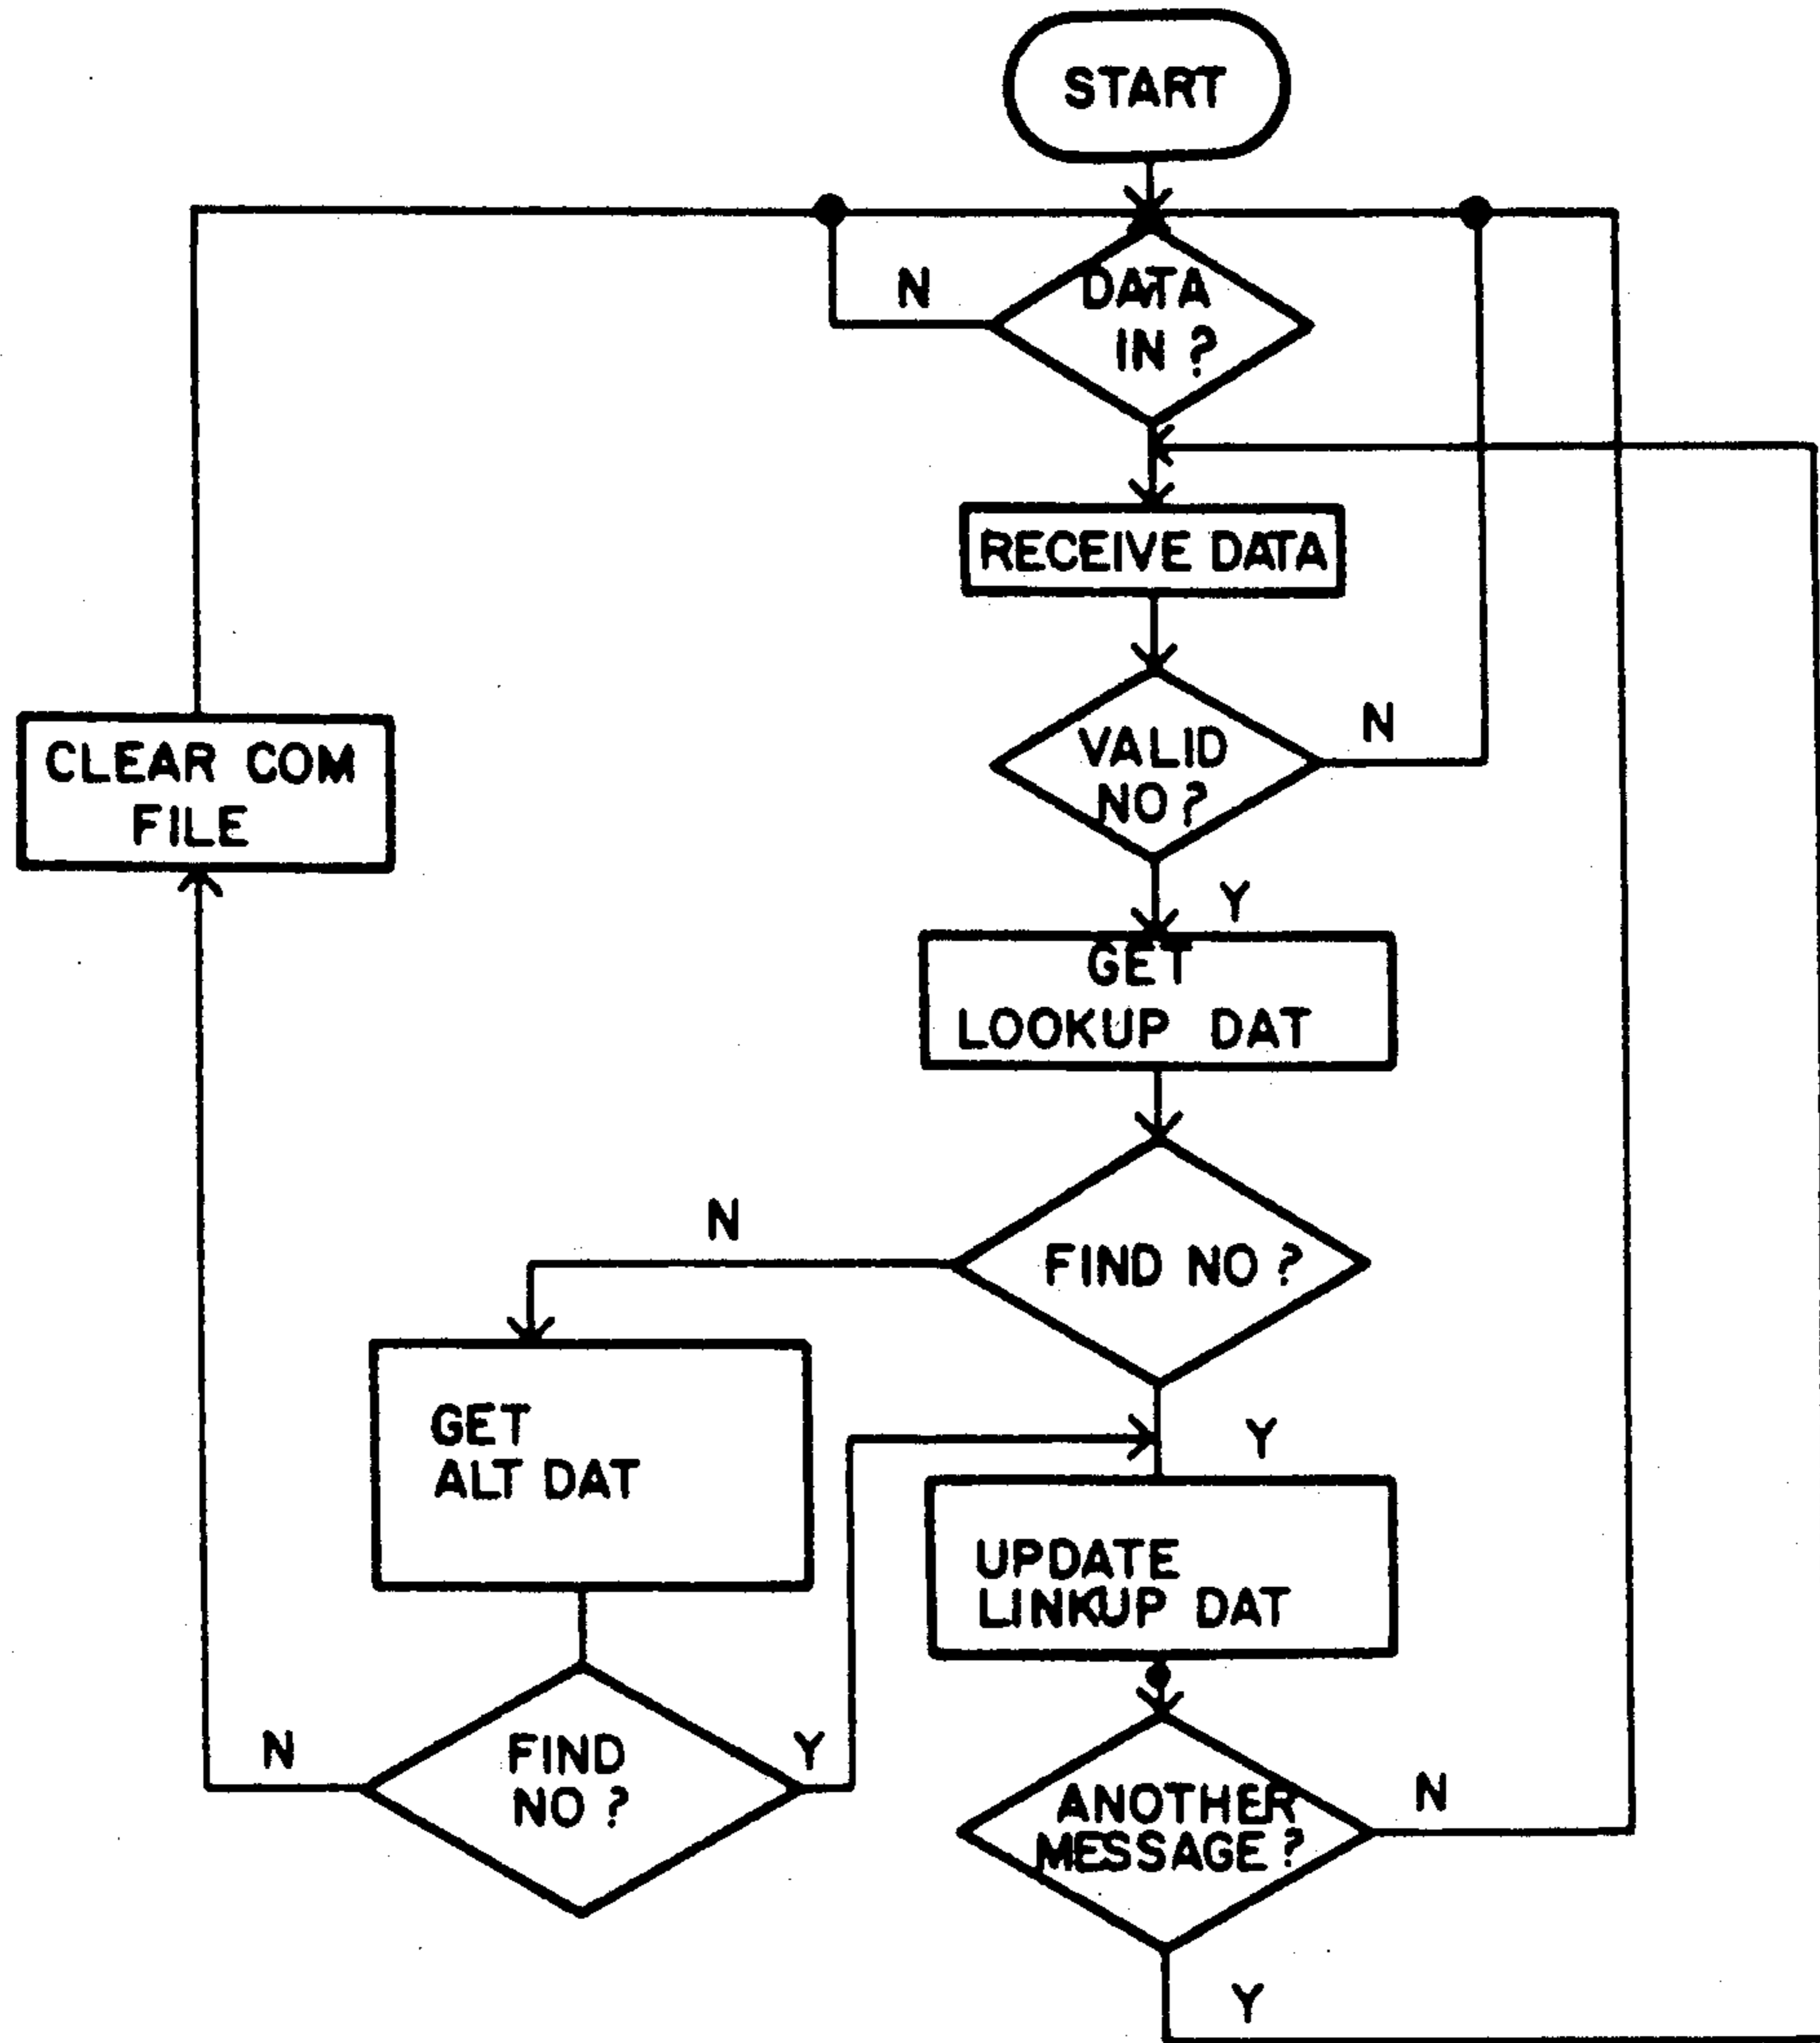 START
N
DATA
IN ?
RECEIVE DATA
N
VALID
NO ?
CLEAR COM
FILE
Y
GET
LOOKUP DAT
N
FIND NO ?
GET
ALT DAT
Y
UPDATE
LINKUP DAT
N
FIND
NO ?
Y
ANOTHER
MESSAGE ?
N
Y